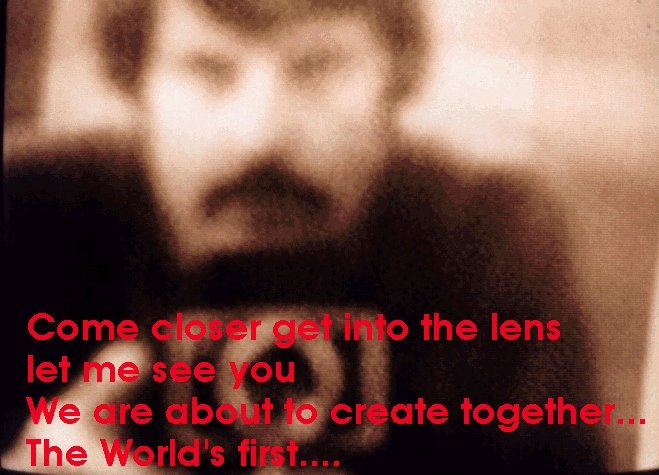 Come closer get into the lens
let me see you
We are about to create together...
The World's first....